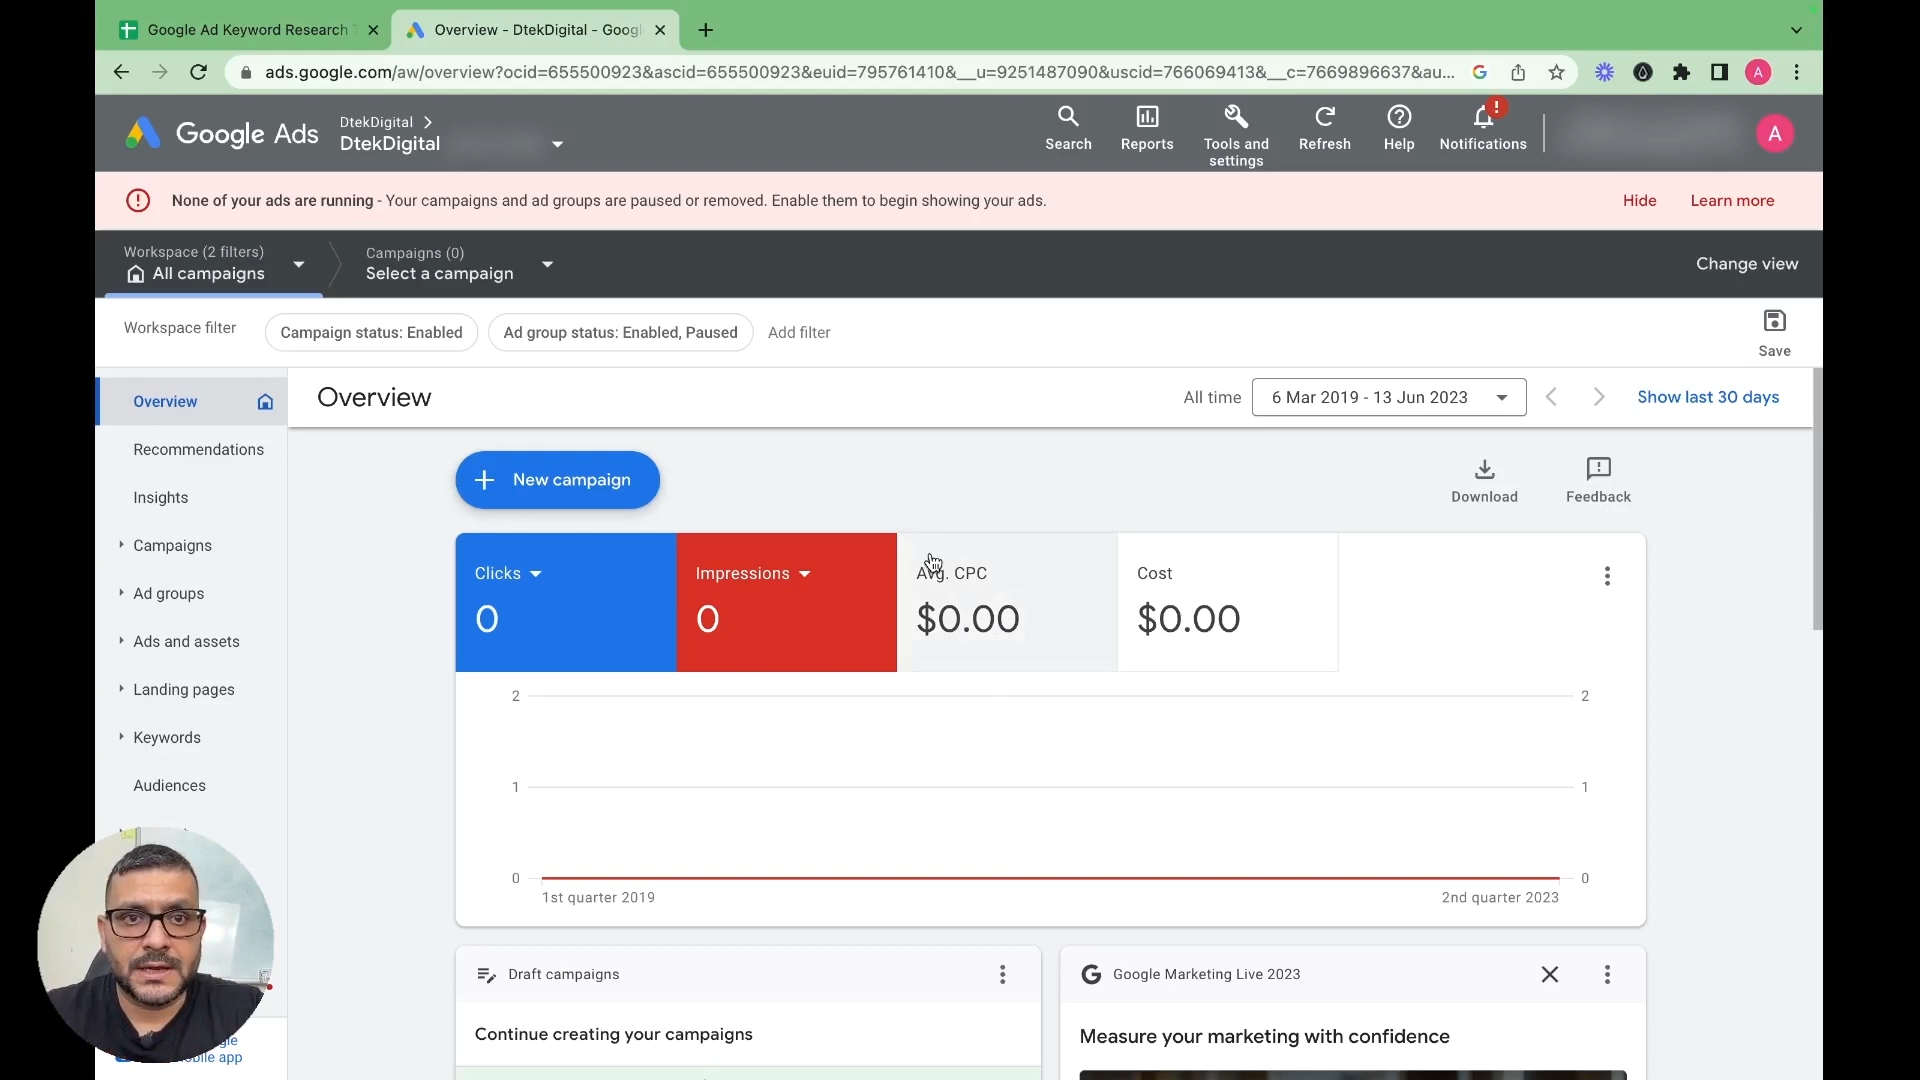 Google Ad Keyword Research
Overview - DtekDigital - Googl
ads.google.com/aw/overview?ocid=655500923&ascid=655500923&euid=795761410&__u=9251487090&uscid=766069413&__c=7669896637&au...
A
Google Ads
DtekDigital
DtekDigital
Search
Reports
Tools and
settings
Refresh
Help
Notifications
A
None of your ads are running - Your campaigns and ad groups are paused or removed. Enable them to begin showing your ads.
Hide
Learn more
Workspace (2 filters)
All campaigns
Campaigns (0)
Select a campaign
Change view
Workspace filter
Campaign status: Enabled
Ad group status: Enabled, Paused
Add filter
Save
Overview
Recommendations
Insights
Campaigns
Ad groups
Ads and assets
Landing pages
Keywords
Audiences
Overview
All time
6 Mar 2019 - 13 Jun 2023
Show last 30 days
New campaign
Download
Feedback
Clicks
0
Impressions
0
Avg. CPC
$0.00
Cost
$0.00
2
2
1
1
0
0
1st quarter 2019
2nd quarter 2023
Draft campaigns
Continue creating your campaigns
Google Marketing Live 2023
Measure your marketing with confidence
app